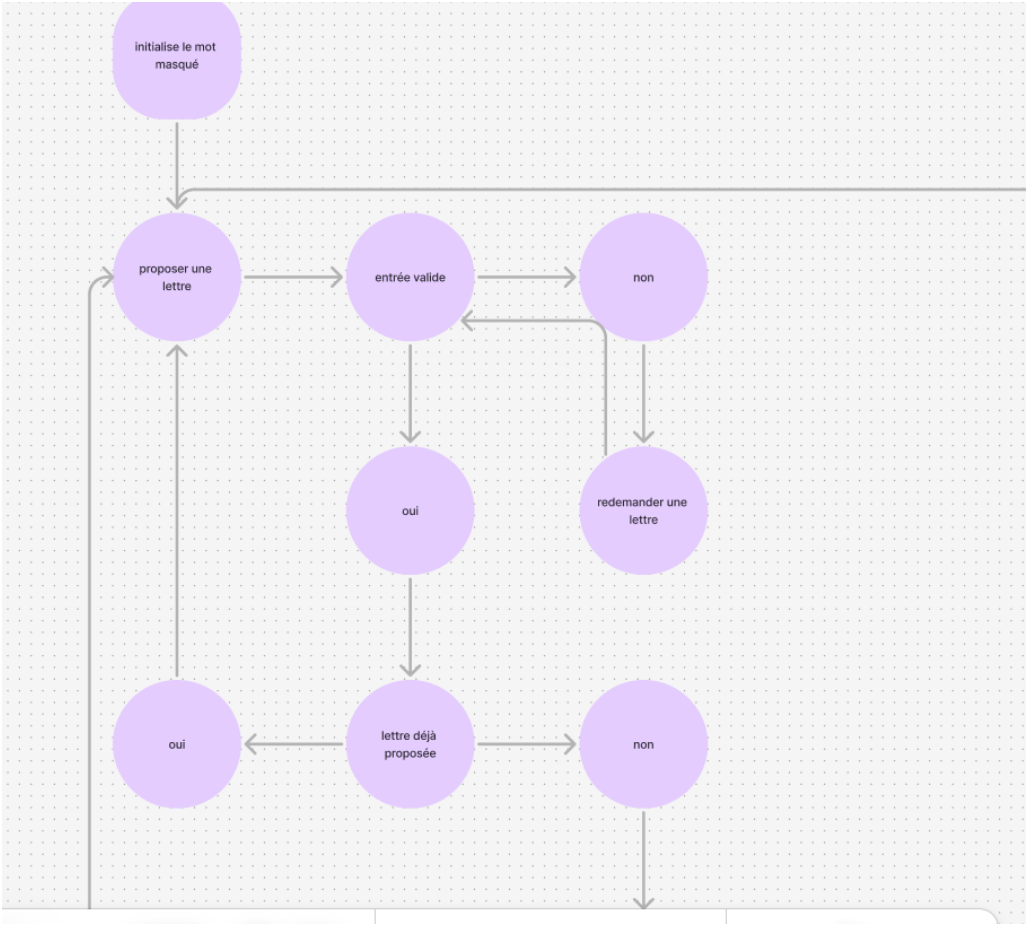 initialise le mot
masqué
proposer une
lettre
entrée valide
non
oui
redemander une
lettre
oui
lettre déjà
proposée
non